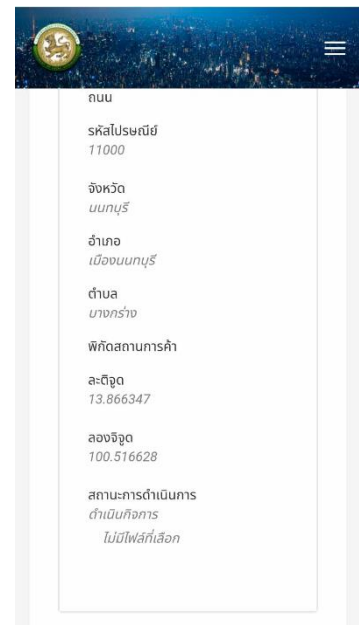 ถนน
รหัสไปรษณีย์
11000
จังหวัด
นนทบุรี
อำเภอ
เมืองนนทบุรี
ตำบล
บางกร่าง
พิกัดสถานการค้า
ละติจูด
13.866347
ลองจิจูด
100.516628
สถานะการดำเนินการ
ดำเนินกิจการ
ไม่มีไฟล์ที่เลือก